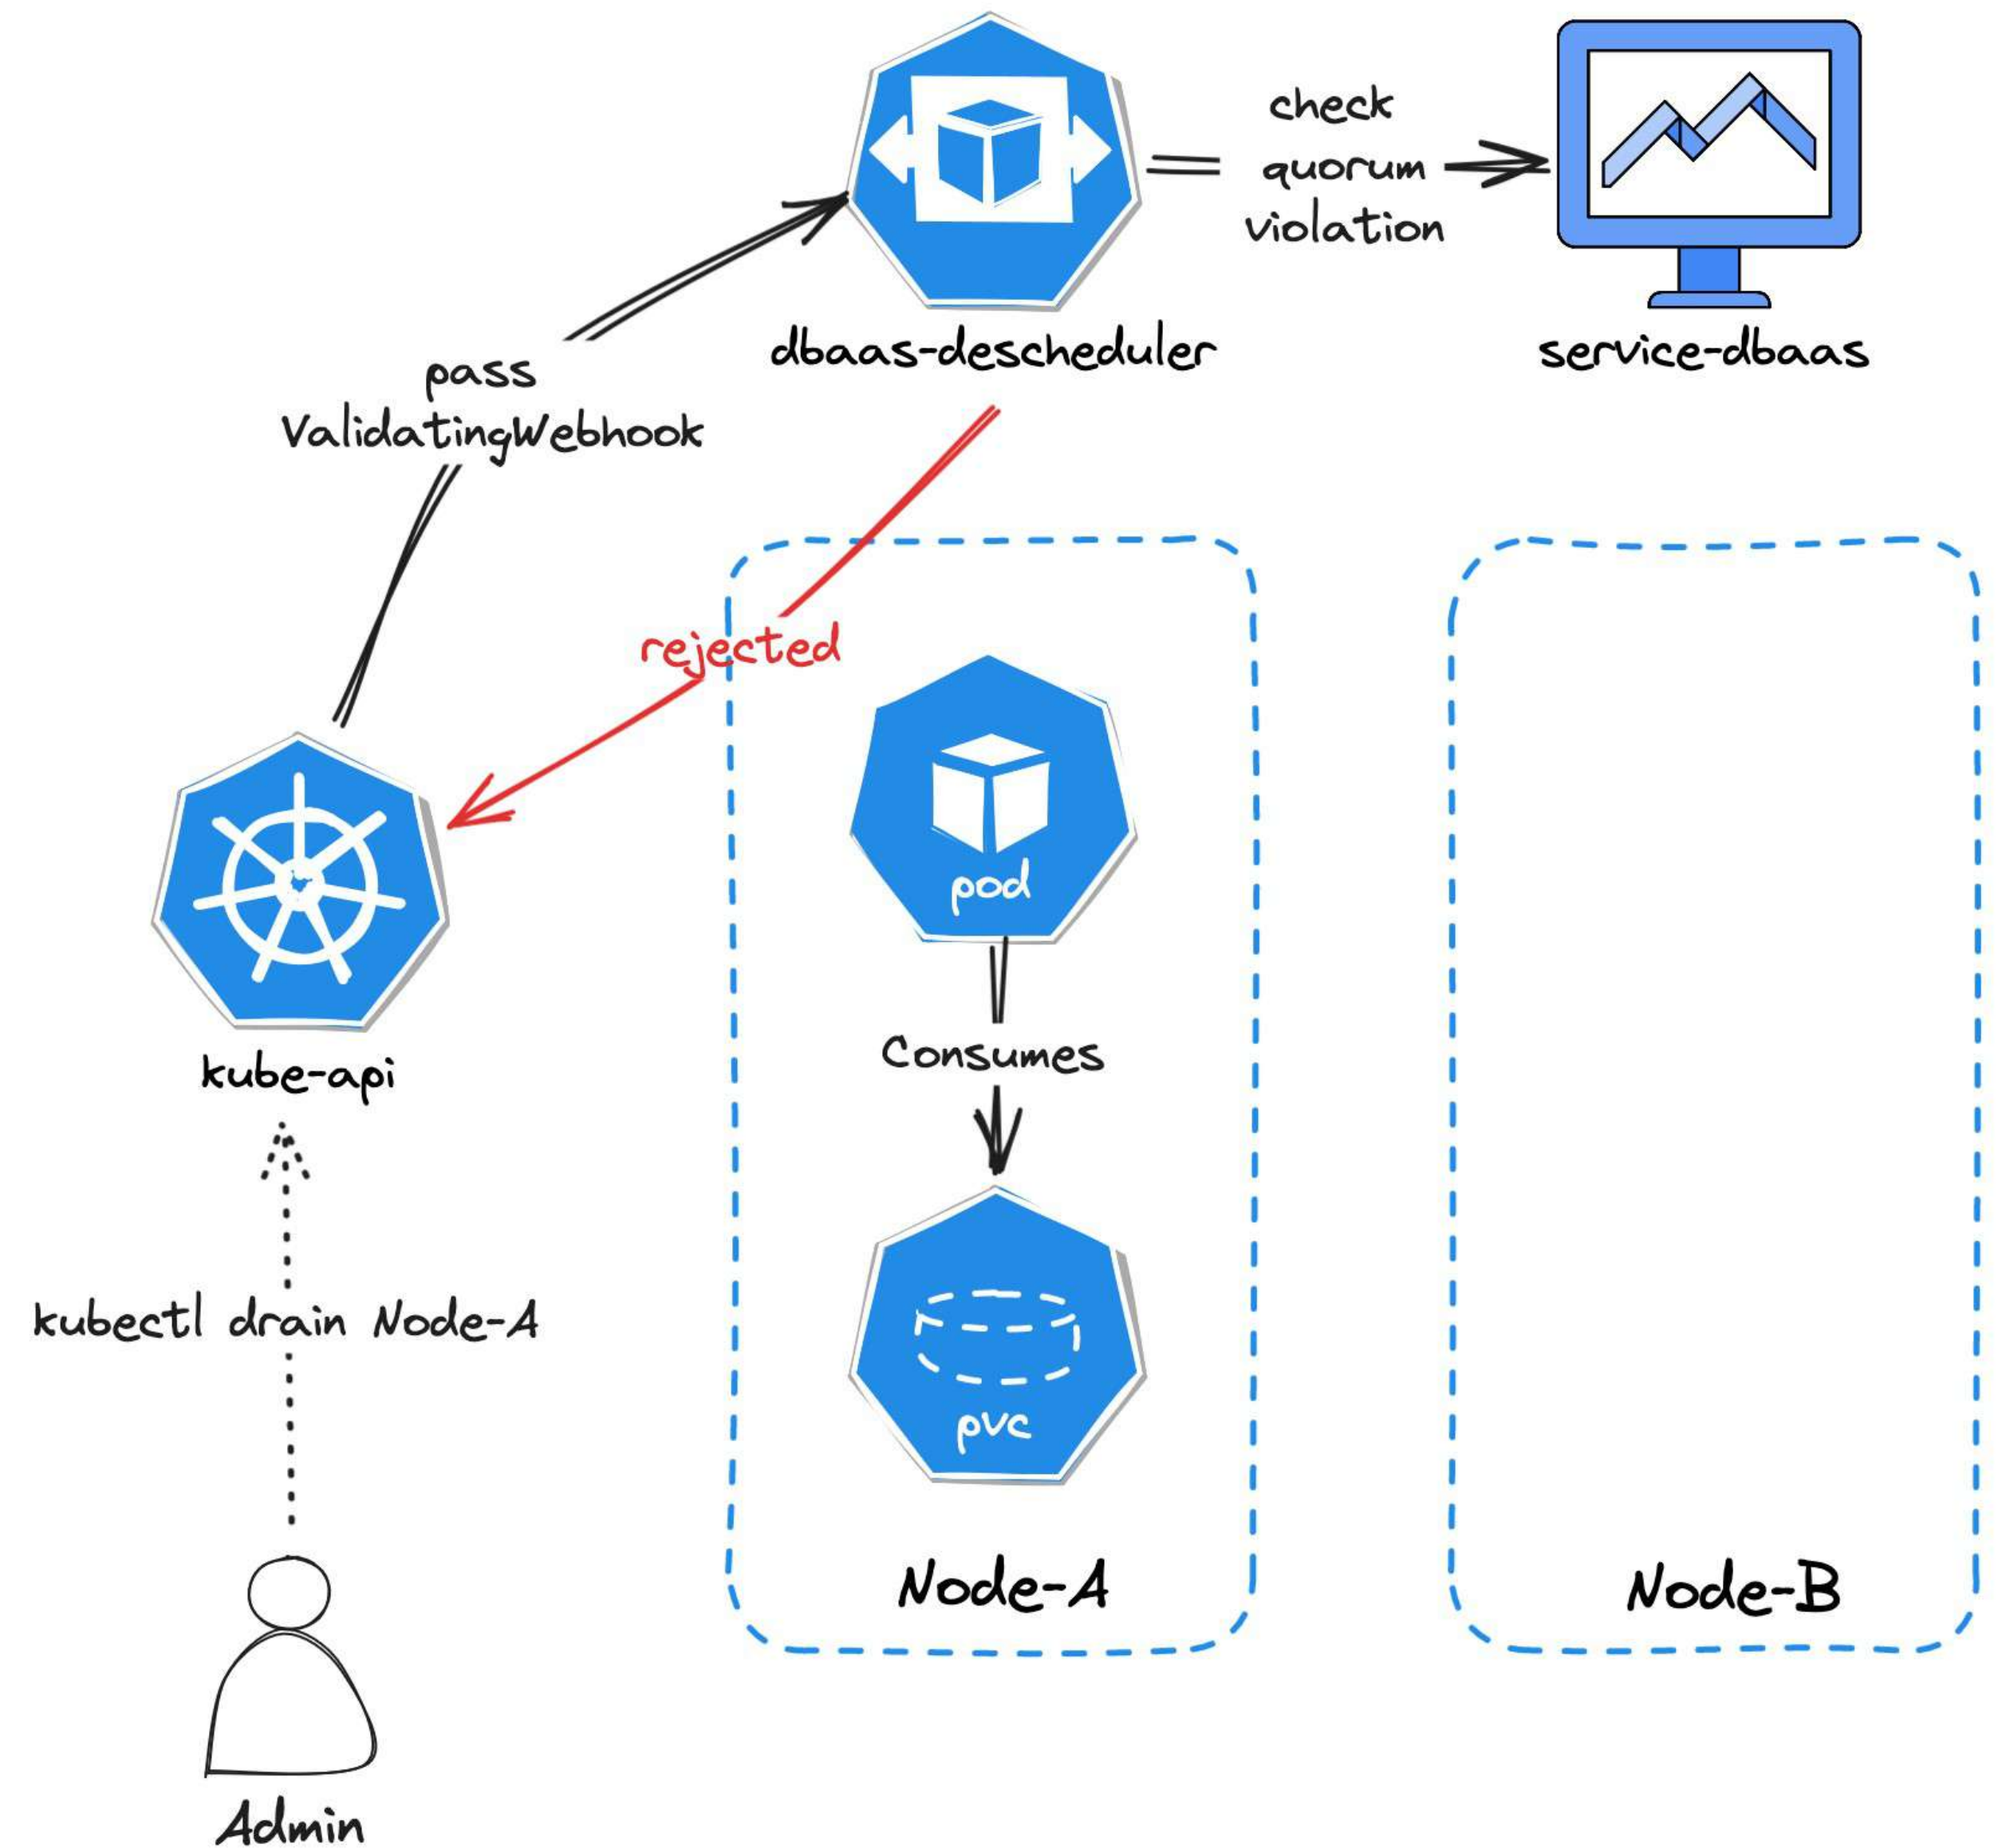 check
quorum
violation
dbaas-descheduler
service-dbaas
pass
ValidatingWebhook
rejected
pod
kube-api
Consumes
kubectl drain Node-A
pvc
Node-A
Node-B
Admin